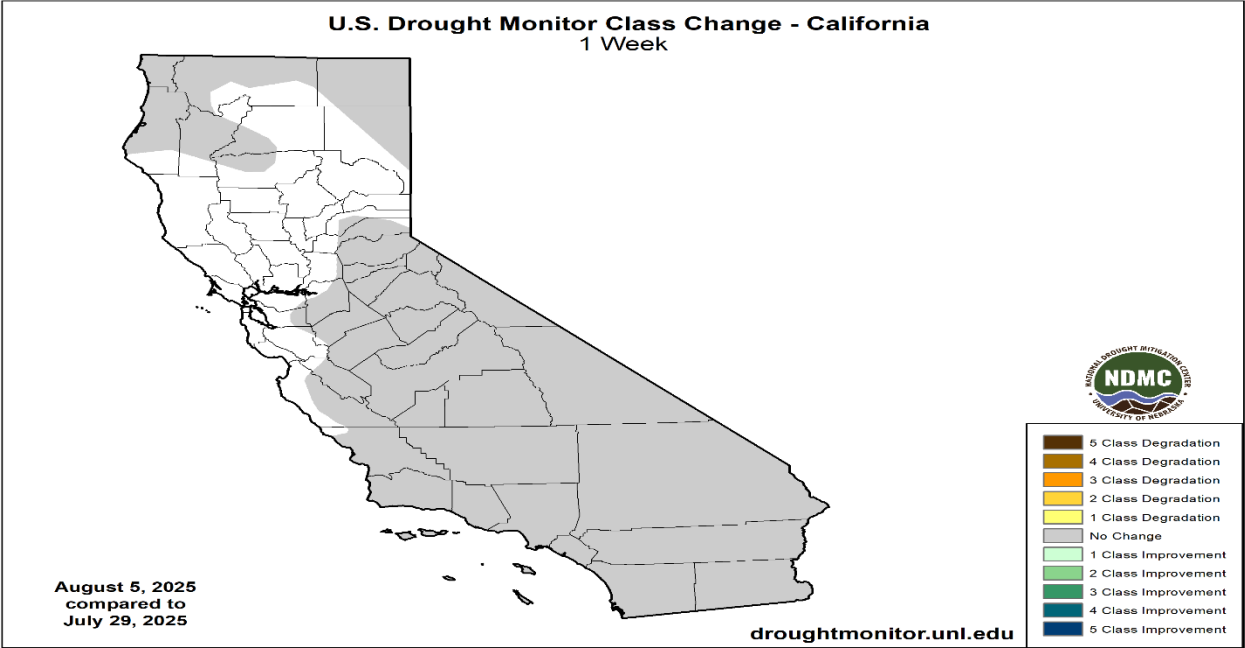 U.S. Drought Monitor Class Change - California
1 Week
NATIONAL DROUGHT MITIGATION CENTER
NDMC
UNIVERSITY OF NEBRASKA
5 Class Degradation
4 Class Degradation
3 Class Degradation
2 Class Degradation
1 Class Degradation
No Change
1 Class Improvement
2 Class Improvement
3 Class Improvement
4 Class Improvement
5 Class Improvement
August 5, 2025
compared to
July 29, 2025
droughtmonitor.unl.edu